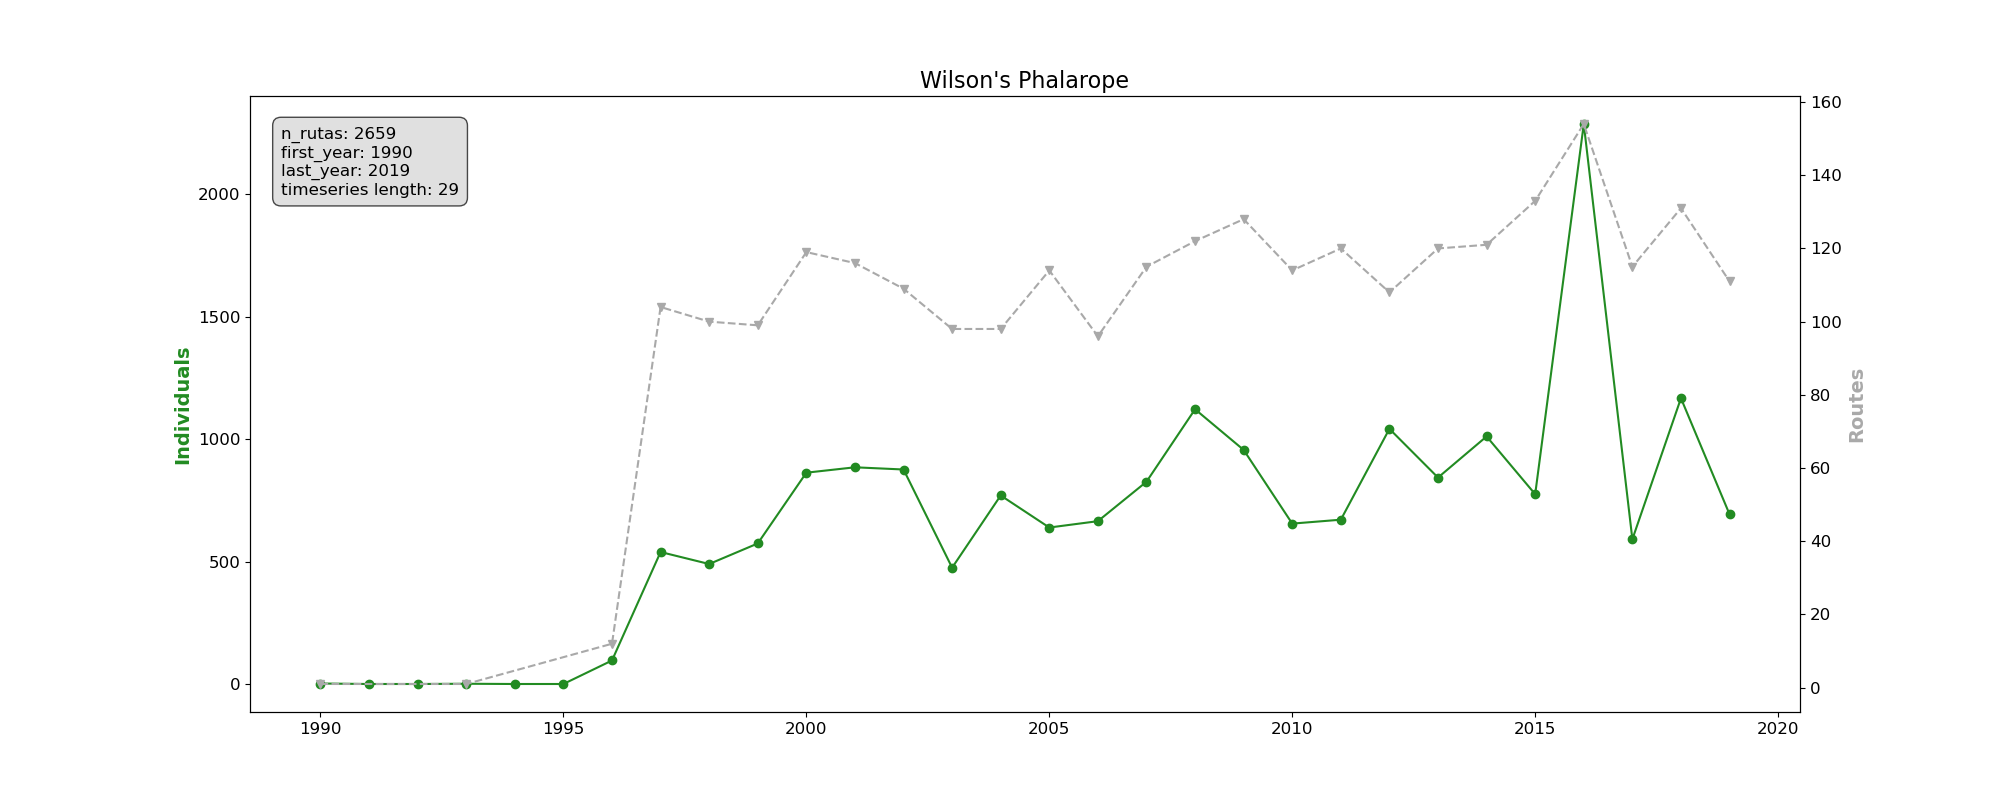 Wilson's Phalarope
n_rutas: 2659
first_year: 1990
last_year: 2019
timeseries length: 29
Individuals
2000
1500
1000
500
0
160
140
120
100
80
60
40
20
0
Routes
1990 1995 2000 2005 2010 2015 2020